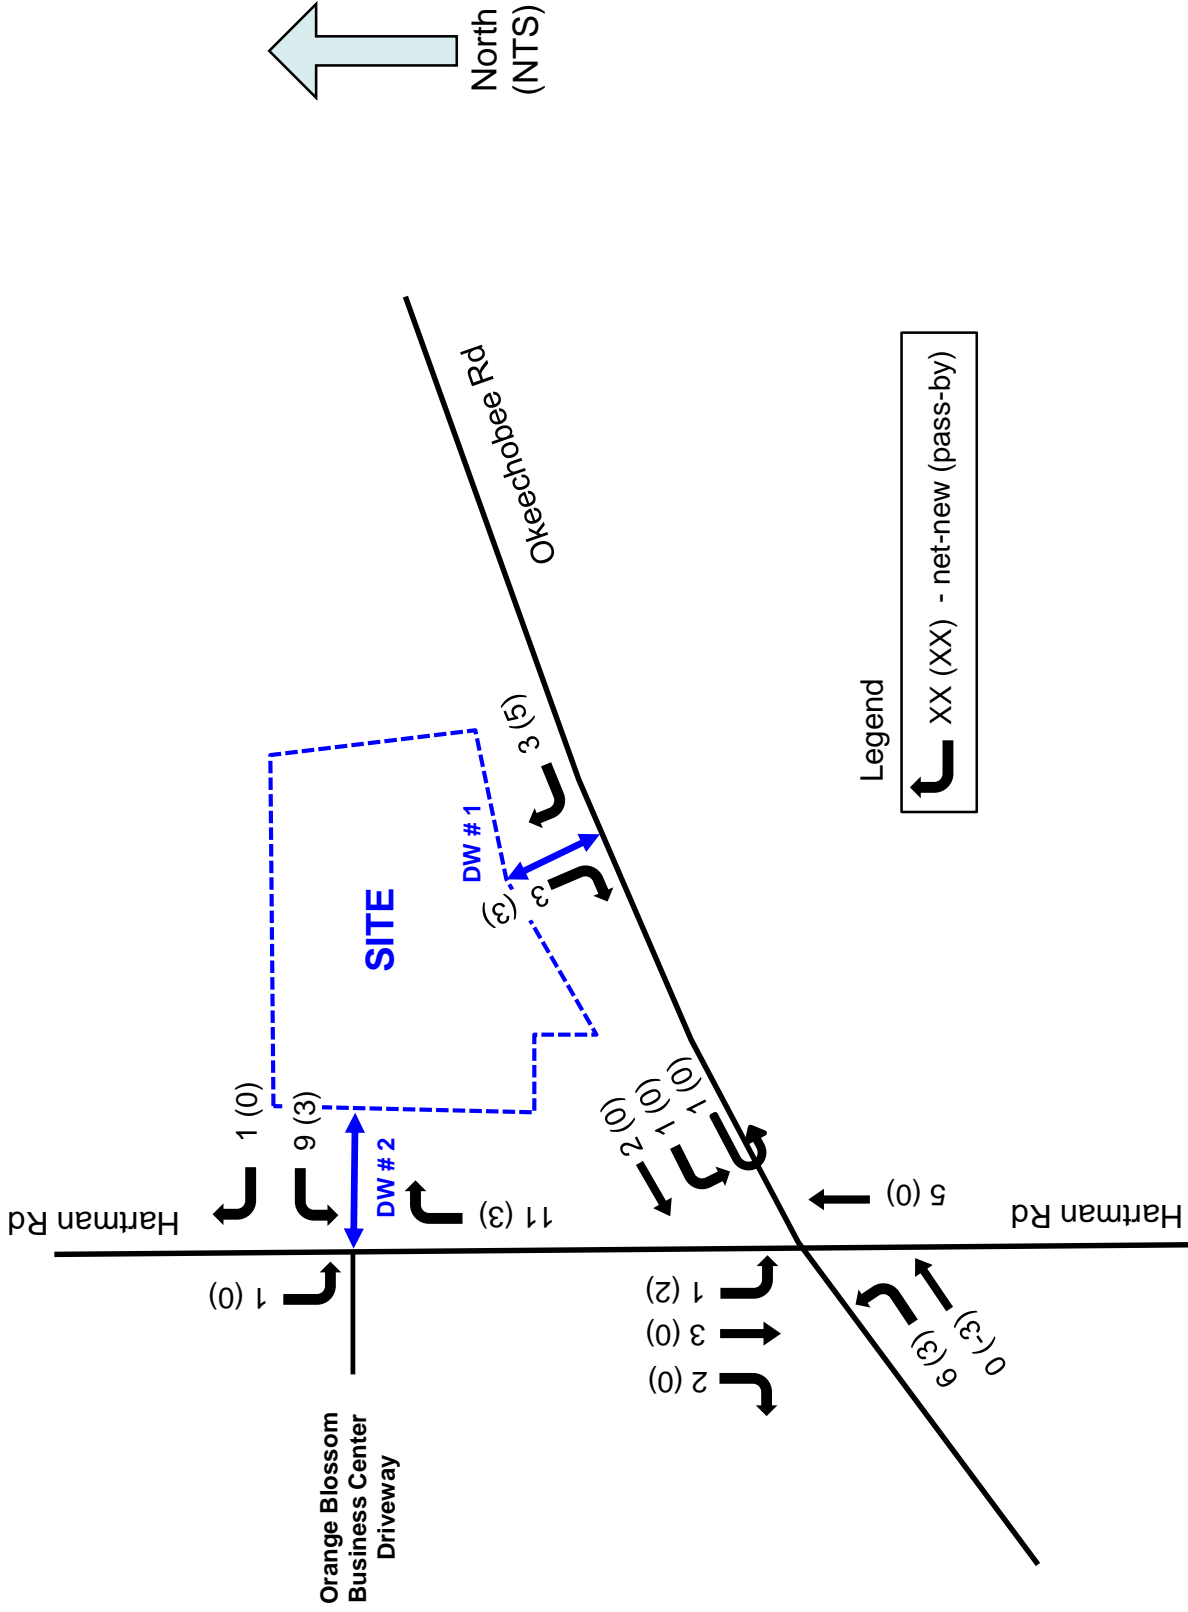 North
(NTS)
Okeechobee Rd
3 (5)
DW # 1
3
(3)
SITE
1 (0)
9 (3)
DW # 2
Hartman Rd
1 (0)
11 (3)
2 (0)
1 (0)
1 (0)
5 (0)
Hartman Rd
1 (2)
3 (0)
2 (0)
6 (3)
0 (-3)
Orange Blossom
Business Center
Driveway
Legend
XX (XX) - net-new (pass-by)